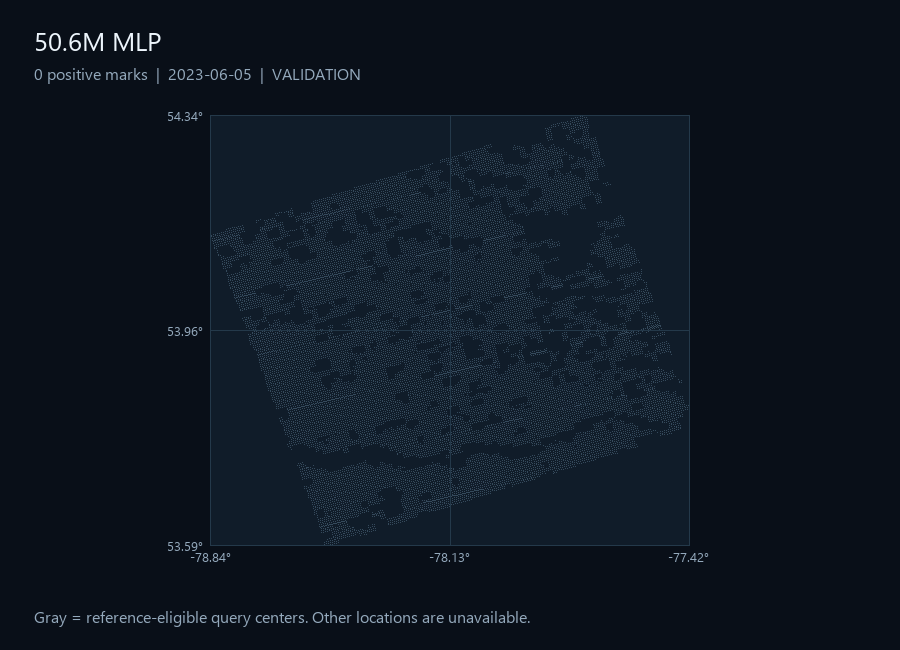 50.6M MLP
0 positive marks | 2023-06-05 | VALIDATION
54.34°
53.96°
53.59°
-78.84°
-78.13°
-77.42°
Gray = reference-eligible query centers. Other locations are unavailable.